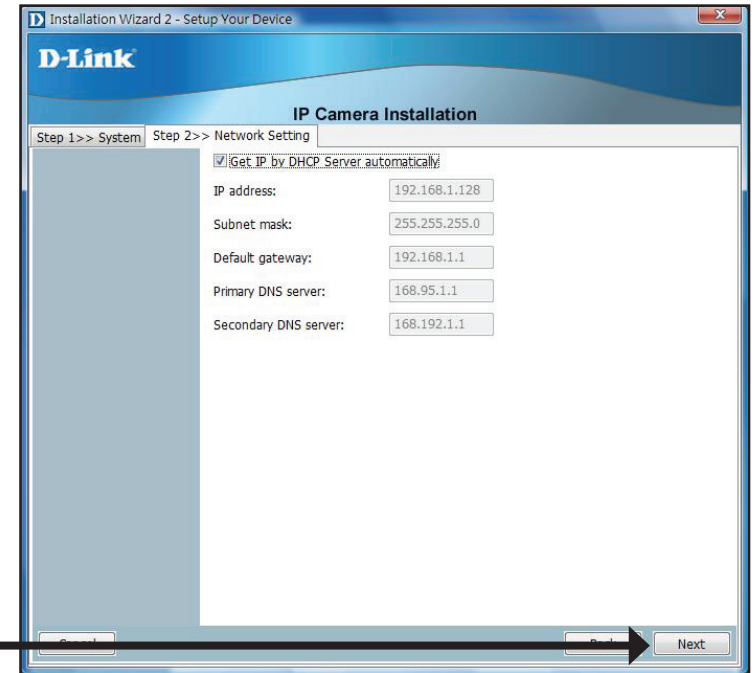 Installation Wizard 2 - Setup Your Device
D-Link
IP Camera Installation
Step 1>> System Step 2>> Network Setting
Get IP by DHCP Server automatically
IP address: 192.168.1.128
Subnet mask: 255.255.255.0
Default gateway: 192.168.1.1
Primary DNS server: 168.95.1.1
Secondary DNS server: 168.192.1.1
Next